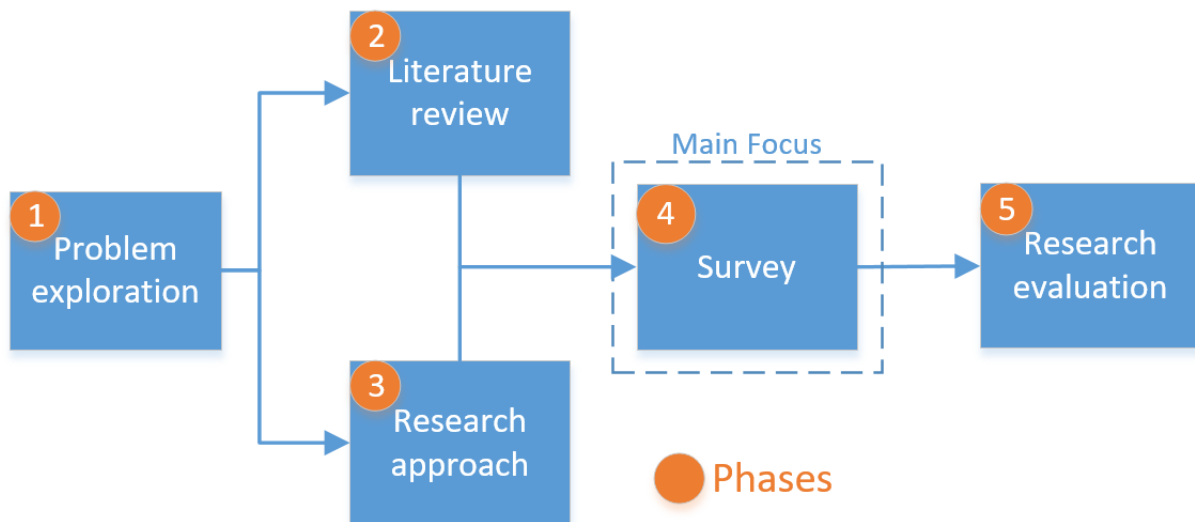 1
Problem
exploration
2
Literature
review
3
Research
approach
Main Focus
4
Survey
5
Research
evaluation
Phases